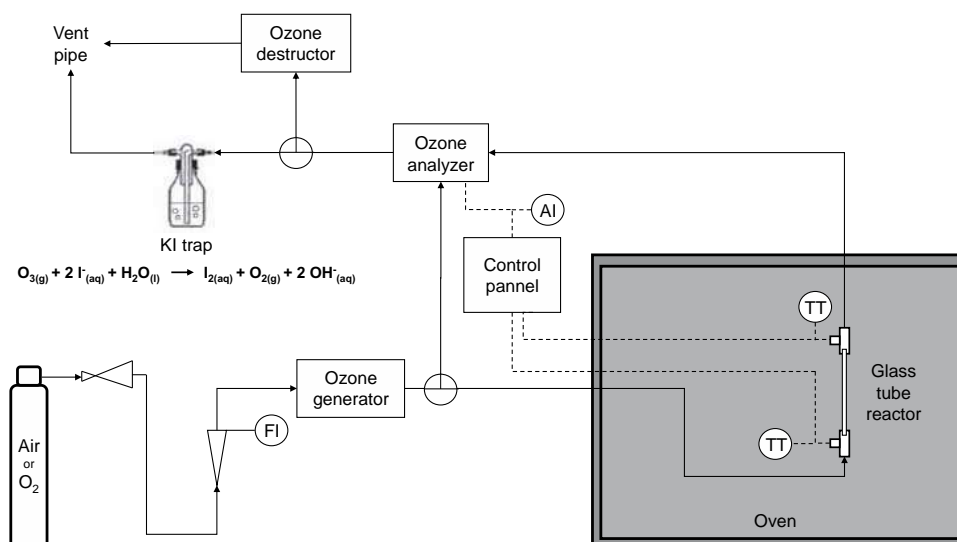 Vent
pipe
Ozone
destructor
Ozone
analyzer
AI
KI trap
O₃(g) + 2 I⁻(aq) + H₂O(l) ⟶ I₂(aq) + O₂(g) + 2 OH⁻(aq)
Control
pannel
TT
Glass
tube
reactor
Ozone
generator
FI
TT
Air
or
O₂
Oven